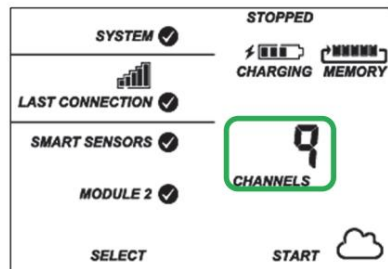 STOPPED
SYSTEM
CHARGING MEMORY
LAST CONNECTION
SMART SENSORS
9
CHANNELS
MODULE 2
SELECT START